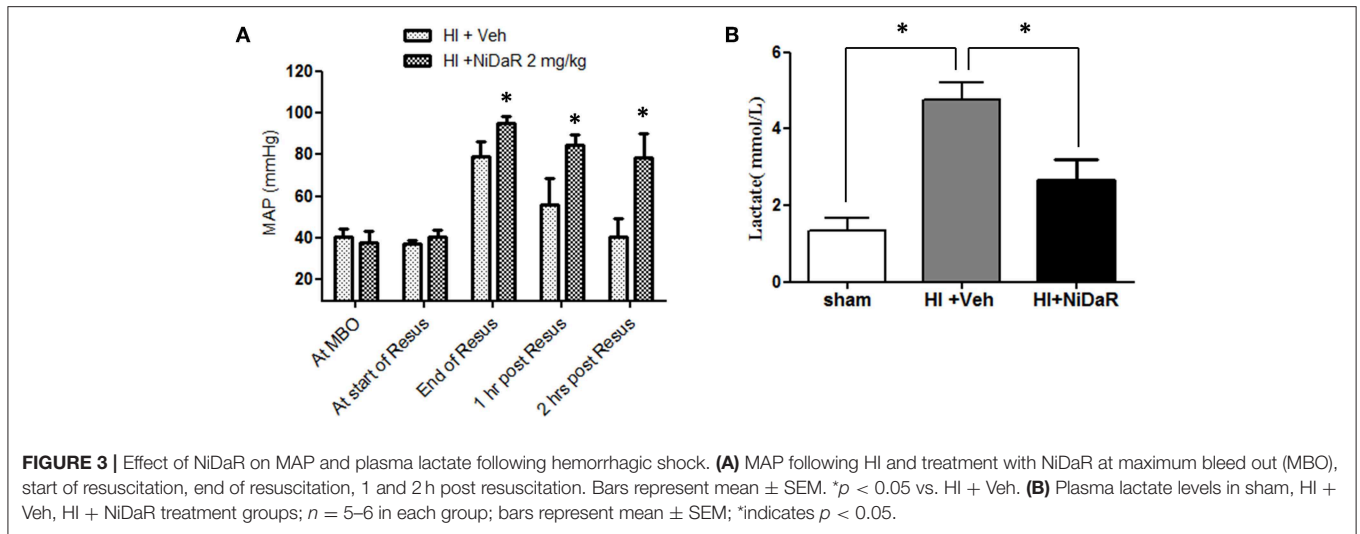 A
HI + Veh
HI +NiDaR 2 mg/kg
MAP (mmHg)
120
100
80
60
40
20
*
*
*
At MBO
At start of Resus
End of Resus
1 hr post Resus
2 hrs post Resus
B
*
*
Lactate( mmol/L)
6
4
2
0
sham
HI +Veh
HI+NiDaR
FIGURE 3 | Effect of NiDaR on MAP and plasma lactate following hemorrhagic shock. (A) MAP following HI and treatment with NiDaR at maximum bleed out (MBO),
start of resuscitation, end of resuscitation, 1 and 2 h post resuscitation. Bars represent mean ± SEM. *p < 0.05 vs. HI + Veh. (B) Plasma lactate levels in sham, HI +
Veh, HI + NiDaR treatment groups; n = 5–6 in each group; bars represent mean ± SEM; *indicates p < 0.05.